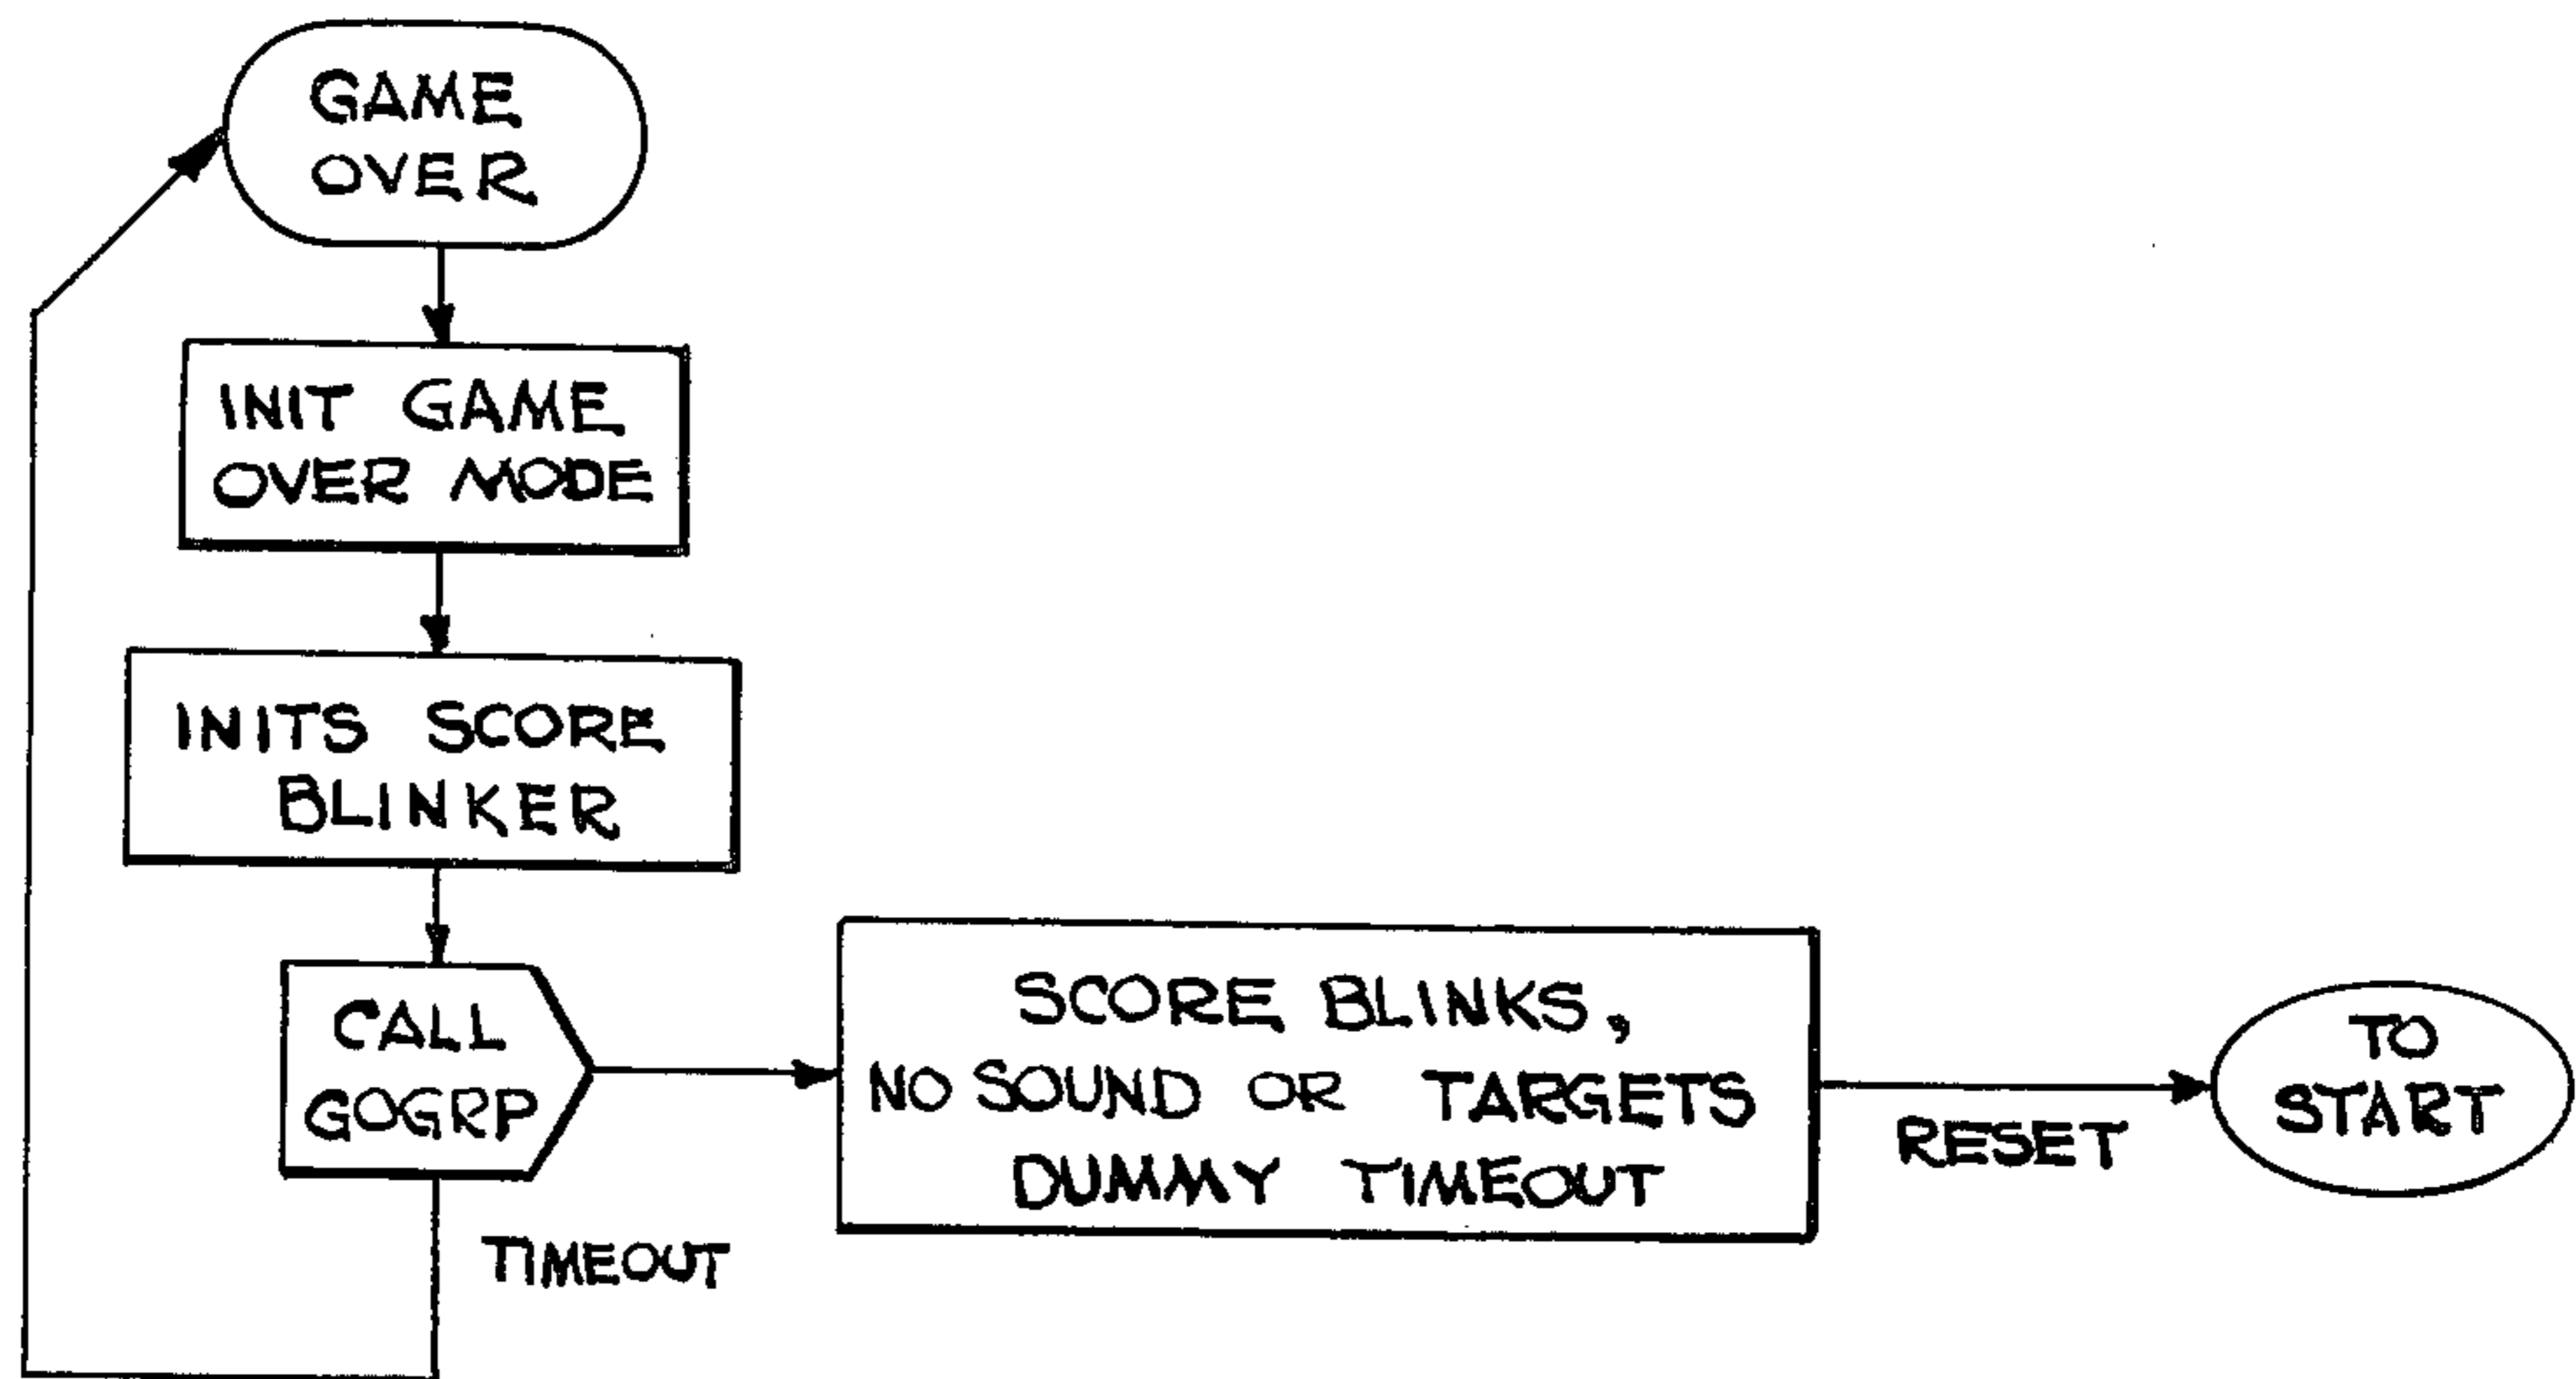 GAME
OVER
INIT GAME
OVER MODE
INITS SCORE
BLINKER
CALL
GOGRP
TIMEOUT
SCORE BLINKS,
NO SOUND OR TARGETS
DUMMY TIMEOUT
RESET
TO
START